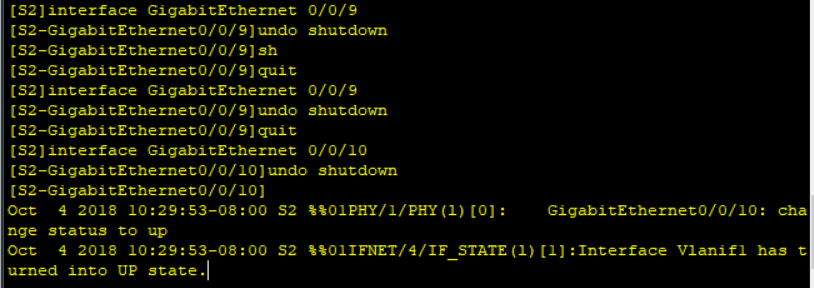 [S2]interface GigabitEthernet 0/0/9
[S2-GigabitEthernet0/0/9]undo shutdown
[S2-GigabitEthernet0/0/9]sh
[S2-GigabitEthernet0/0/9]quit
[S2]interface GigabitEthernet 0/0/9
[S2-GigabitEthernet0/0/9]undo shutdown
[S2-GigabitEthernet0/0/9]quit
[S2]interface GigabitEthernet 0/0/10
[S2-GigabitEthernet0/0/10]undo shutdown
[S2-GigabitEthernet0/0/10]
Oct  4 2018 10:29:53-08:00 S2 %%01PHY/1/PHY(l)[0]:    GigabitEthernet0/0/10: cha
nge status to up
Oct  4 2018 10:29:53-08:00 S2 %%01IFNET/4/IF_STATE(l)[1]:Interface Vlanif1 has t
urned into UP state.